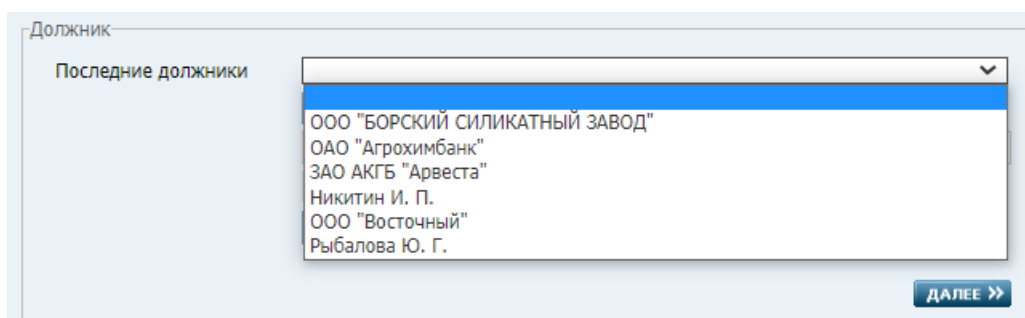 Должник
Последние должники
ООО "БОРСКИЙ СИЛИКАТНЫЙ ЗАВОД"
ОАО "Агрохимбанк"
ЗАО АКГБ "Арвеста"
Никитин И. П.
ООО "Восточный"
Рыбалова Ю. Г.
ДАЛЕЕ »